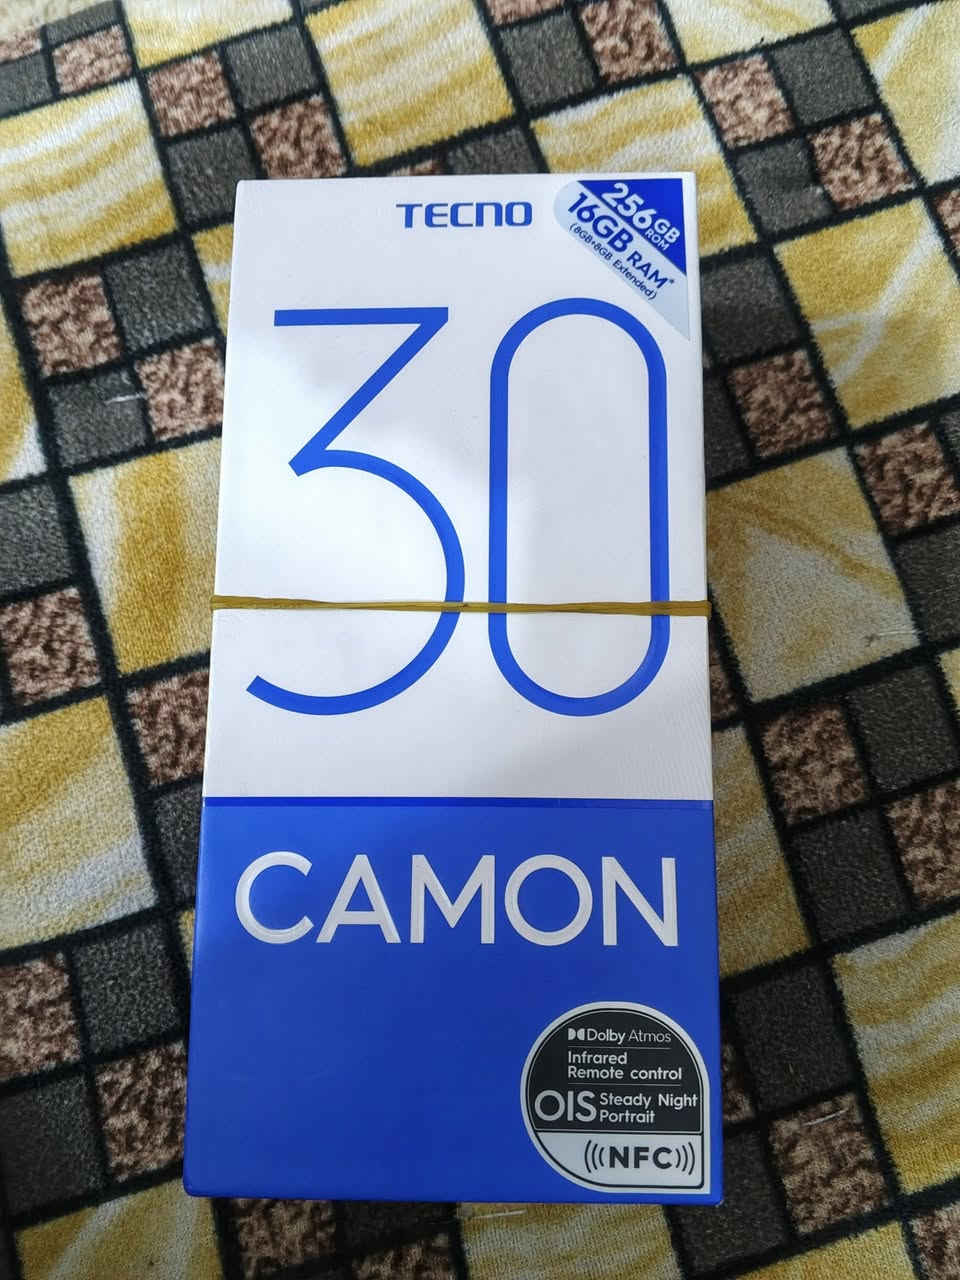 TECNO
256GB
ROM
16GB RAM*
(8GB+8GB Extended)
30
CAMON
Dolby Atmos
Infrared
Remote control
OIS Steady Night
Portrait
NFC